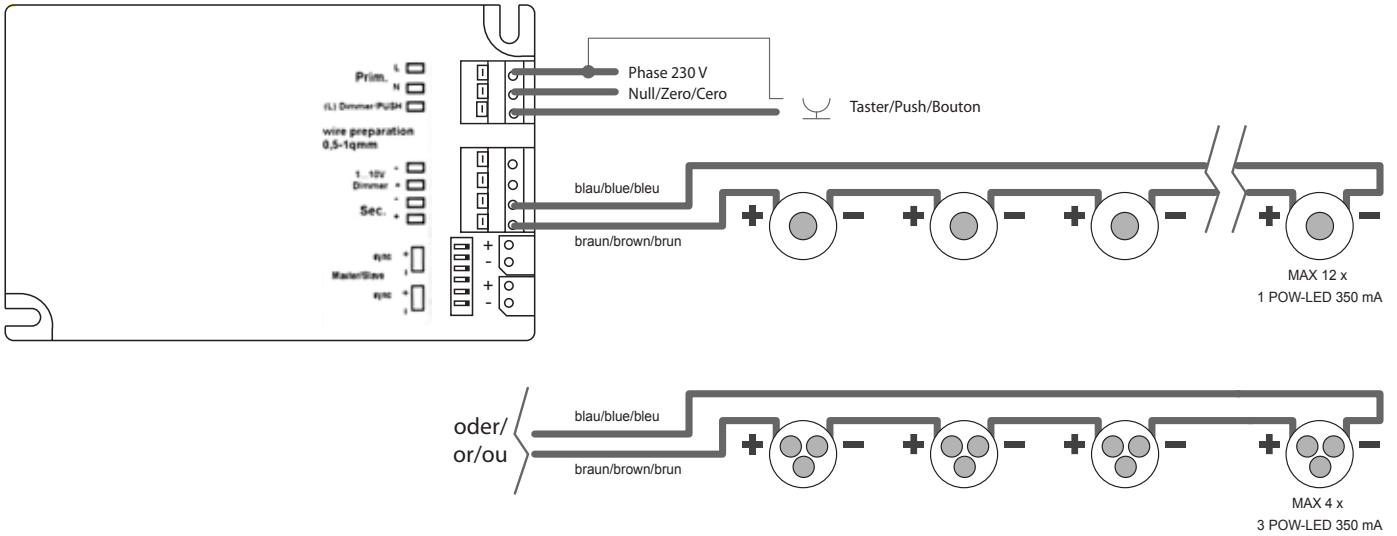 L
Prim.
N
(L) Dimmer/PUSH
wire preparation
0,5-1qmm
1...10V -
Dimmer +
Sec. -
+
sync +
-
Master/Slave
sync +
-
+
-
+
-
Phase 230 V
Null/Zero/Cero
Taster/Push/Bouton
blau/blue/bleu
braun/brown/brun
+ - + - + - + -
MAX 12 x
1 POW-LED 350 mA
oder/
or/ou
blau/blue/bleu
braun/brown/brun
+ - + - + - + -
MAX 4 x
3 POW-LED 350 mA